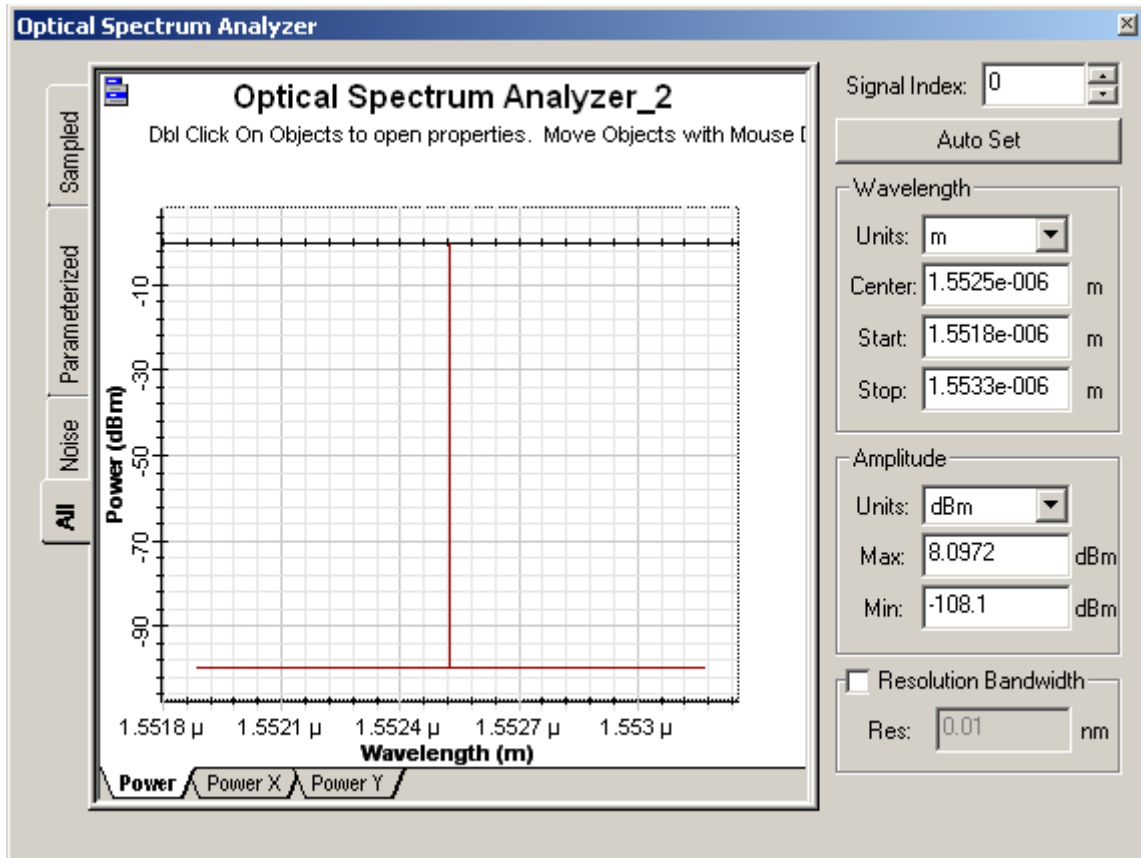 Optical Spectrum Analyzer
Sampled
Parameterized
Noise
All
Optical Spectrum Analyzer_2
Dbl Click On Objects to open properties. Move Objects with Mouse D
Power (dBm)
-10
-30
-50
-70
-90
1.5518 µ 1.5521 µ 1.5524 µ 1.5527 µ 1.553 µ
Wavelength (m)
Power Power X Power Y
Signal Index: 0
Auto Set
Wavelength
Units: m
Center: 1.5525e-006 m
Start: 1.5518e-006 m
Stop: 1.5533e-006 m
Amplitude
Units: dBm
Max: 8.0972 dBm
Min: -108.1 dBm
Resolution Bandwidth
Res: 0.01 nm